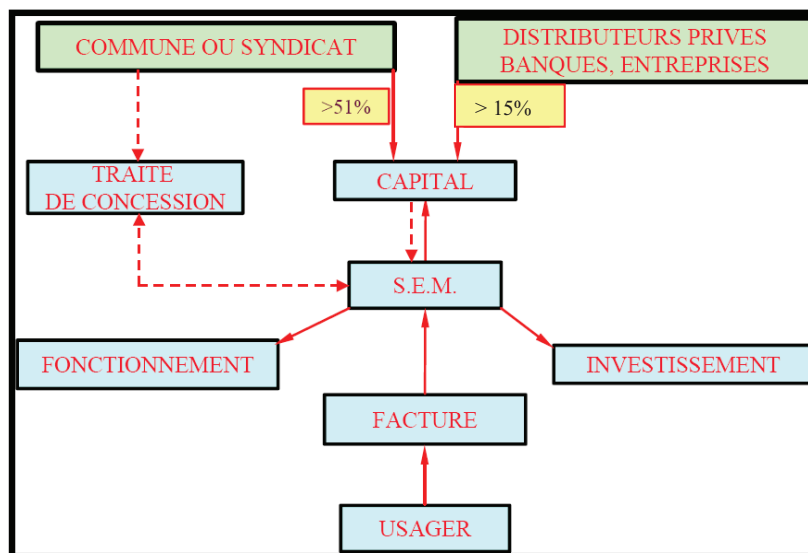 COMMUNE OU SYNDICAT
DISTRIBUTEURS PRIVES
BANQUES, ENTREPRISES
>51%
> 15%
TRAITE
DE CONCESSION
CAPITAL
S.E.M.
FONCTIONNEMENT
INVESTISSEMENT
FACTURE
USAGER